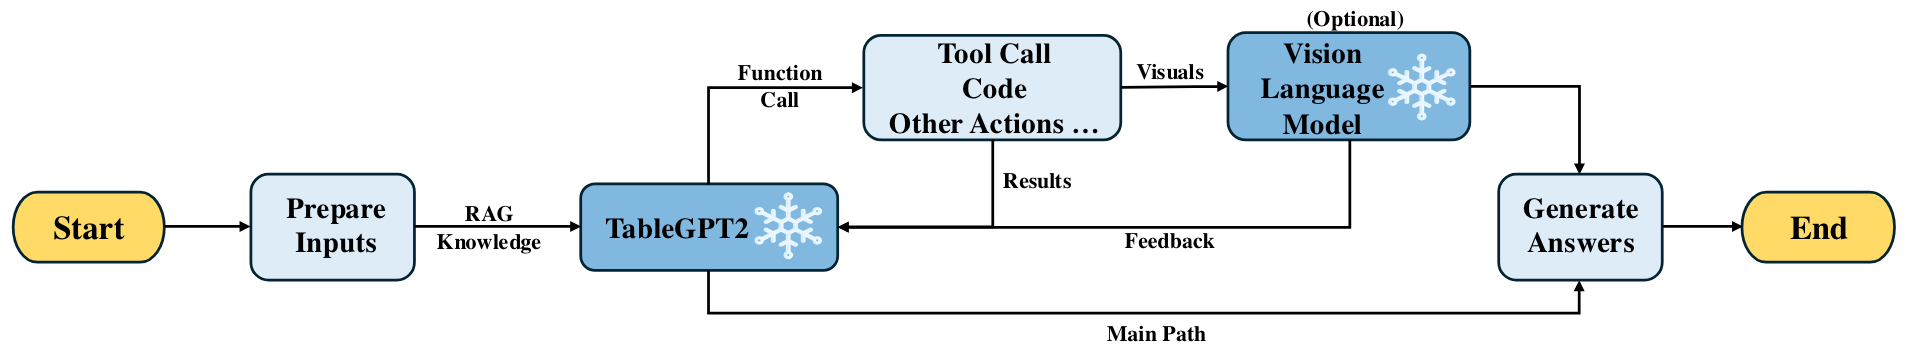 Start
Prepare
Inputs
RAG
Knowledge
TableGPT2
Function
Call
Tool Call
Code
Other Actions …
Results
Visuals
(Optional)
Vision
Language
Model
Feedback
Main Path
Generate
Answers
End